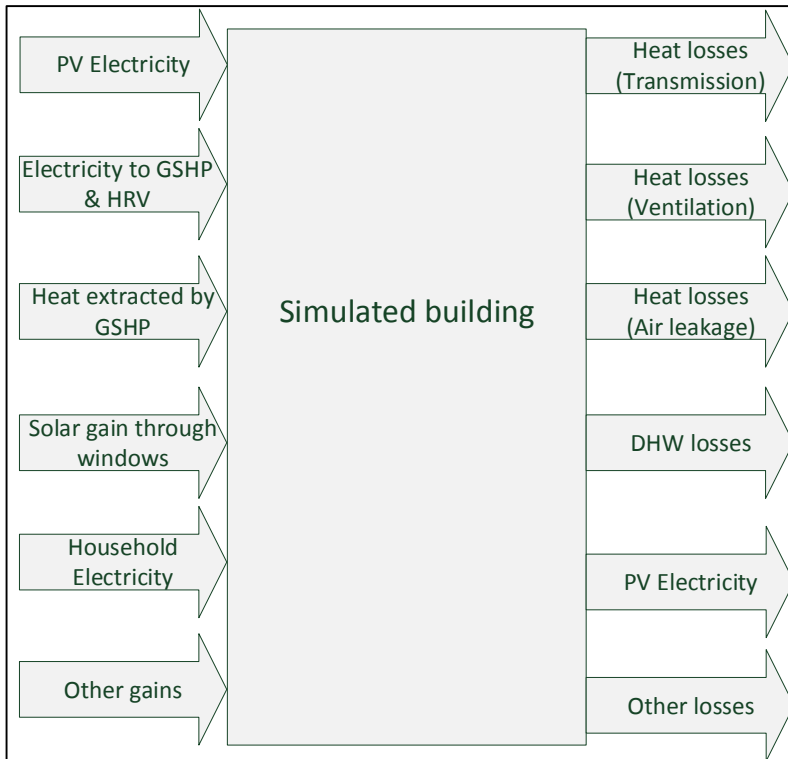 PV Electricity
Electricity to GSHP
& HRV
Heat extracted by
GSHP
Solar gain through
windows
Household
Electricity
Other gains
Simulated building
Heat losses
(Transmission)
Heat losses
(Ventilation)
Heat losses
(Air leakage)
DHW losses
PV Electricity
Other losses